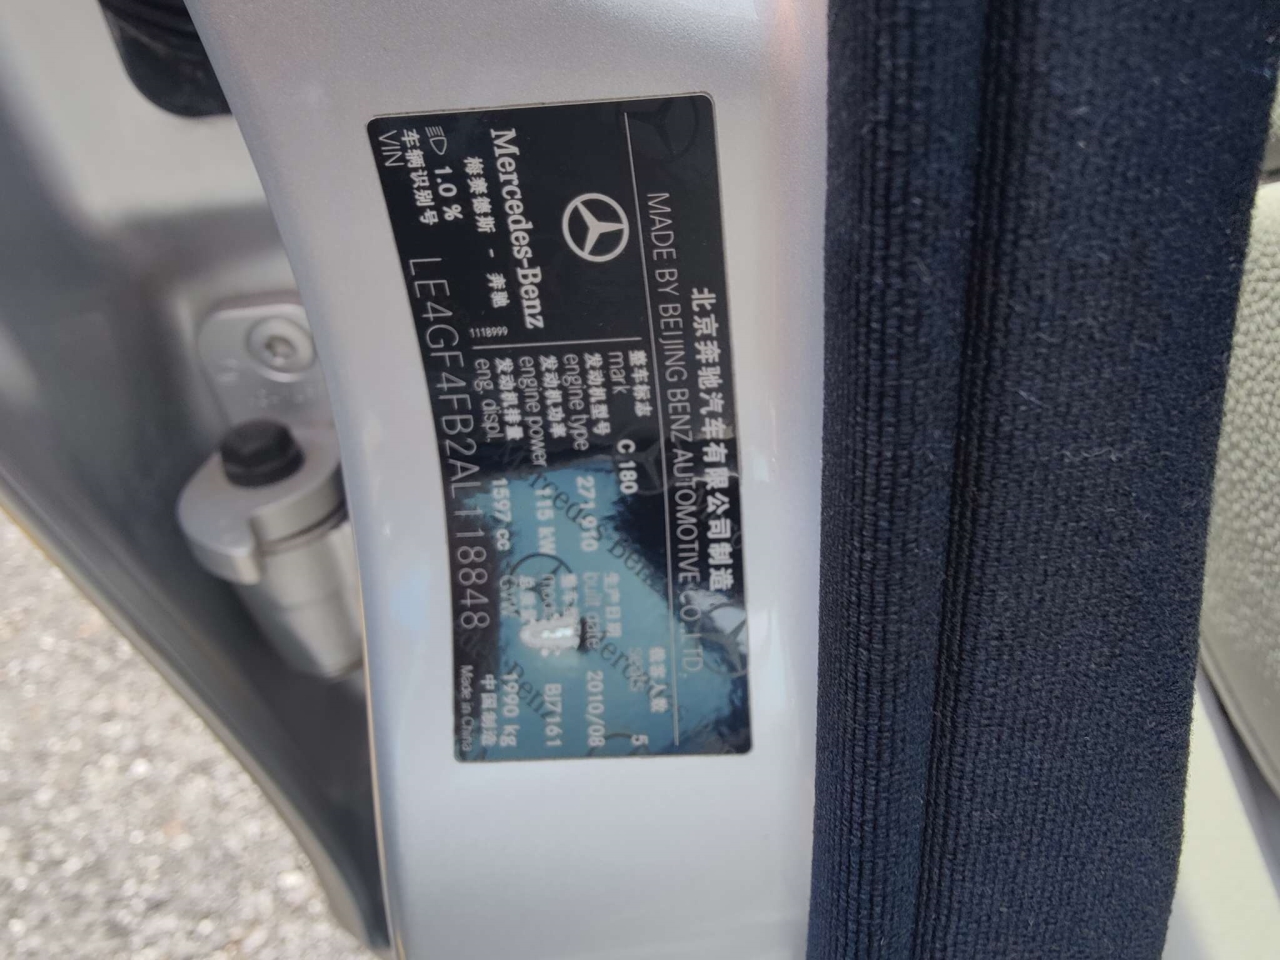 北京奔驰汽车有限公司制造
MADE BY BEIJING BENZ AUTOMOTIVE CO.,LTD.
Mercedes-Benz
梅赛德斯 - 奔驰
1.0 %
1118999
整车标志 C 180
mark
乘坐人数 5
seats
发动机型号 271 910
engine type
生产日期 2010/08
built date
发动机功率 115 kW
engine power
BJ7161
发动机排量 1597 cc
eng. displ.
1990 kg
GVW
中国制造
Made in China
车辆识别号
VIN LE4GF4FB2AL118848